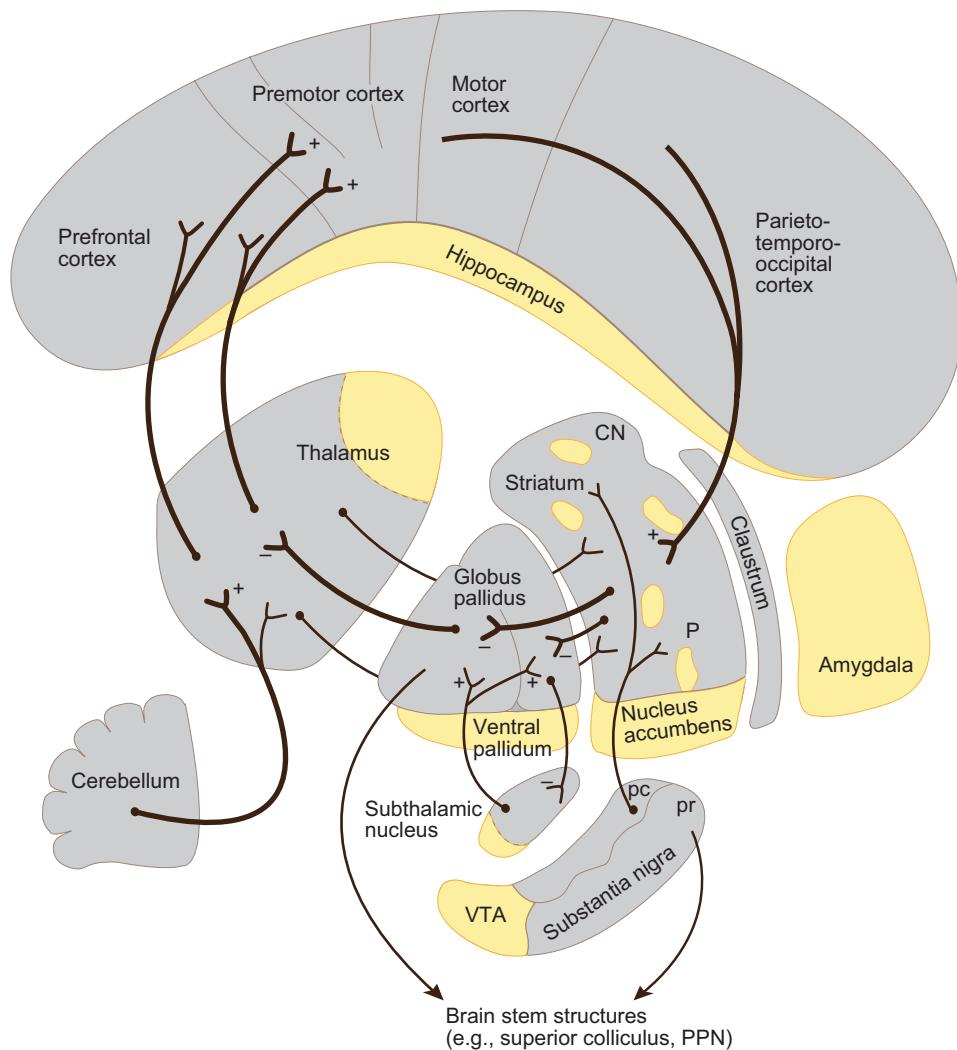 Premotor cortex
Motor
cortex
Prefrontal
cortex
Parieto-
temporo-
occipital
cortex
Hippocampus
+
+
Thalamus
CN
Striatum
+
Claustrum
–
+
Globus
pallidus
–
–
P
Amygdala
+
+
Nucleus
accumbens
Ventral
pallidum
Cerebellum
Subthalamic
nucleus
–
pc
pr
Substantia nigra
VTA
Brain stem structures
(e.g., superior colliculus, PPN)